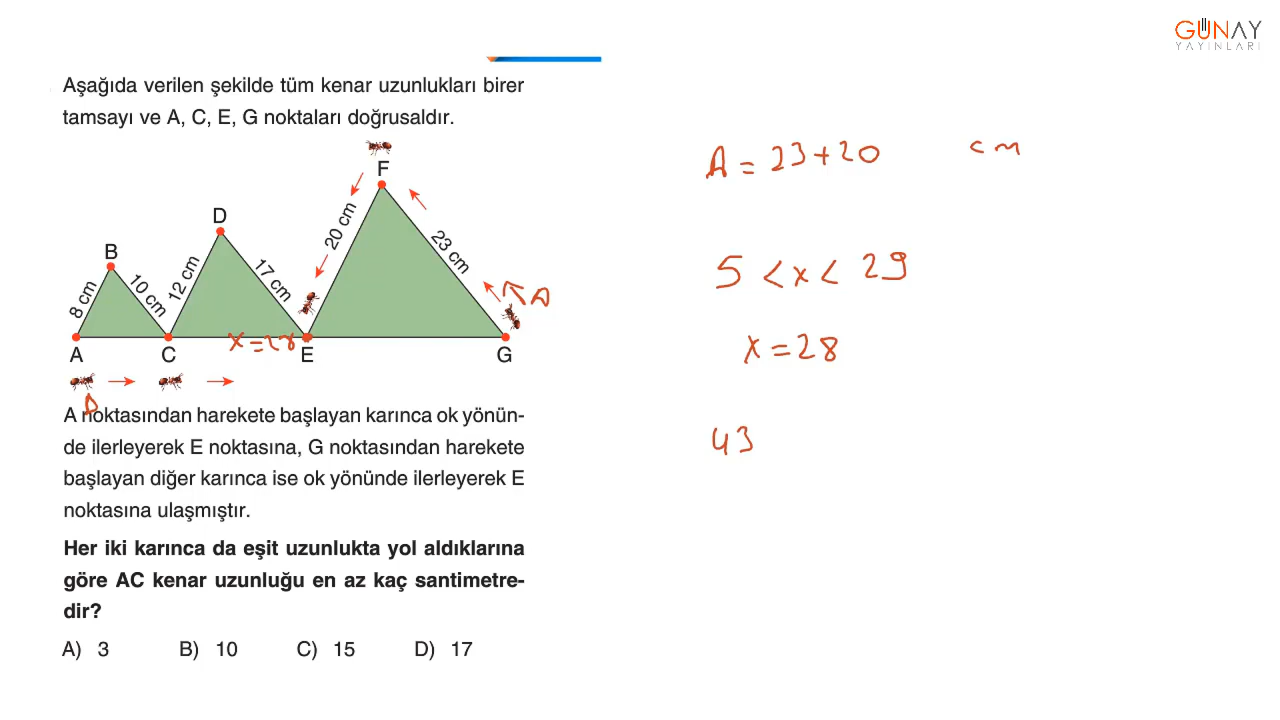 GÜNAY
YAYINLARI
Aşağıda verilen şekilde tüm kenar uzunlukları birer
tamsayı ve A, C, E, G noktaları doğrusaldır.
A = 23+20 cm
F
D
20 cm
23 cm
B
5 < x < 29
17 cm
12 cm
10 cm
8 cm
A
x = 28
A C E G
x = 28
A
A noktasından harekete başlayan karınca ok yönün-
de ilerleyerek E noktasına, G noktasından harekete
43
başlayan diğer karınca ise ok yönünde ilerleyerek E
noktasına ulaşmıştır.
Her iki karınca da eşit uzunlukta yol aldıklarına
göre AC kenar uzunluğu en az kaç santimetre-
dir?
A) 3 B) 10 C) 15 D) 17